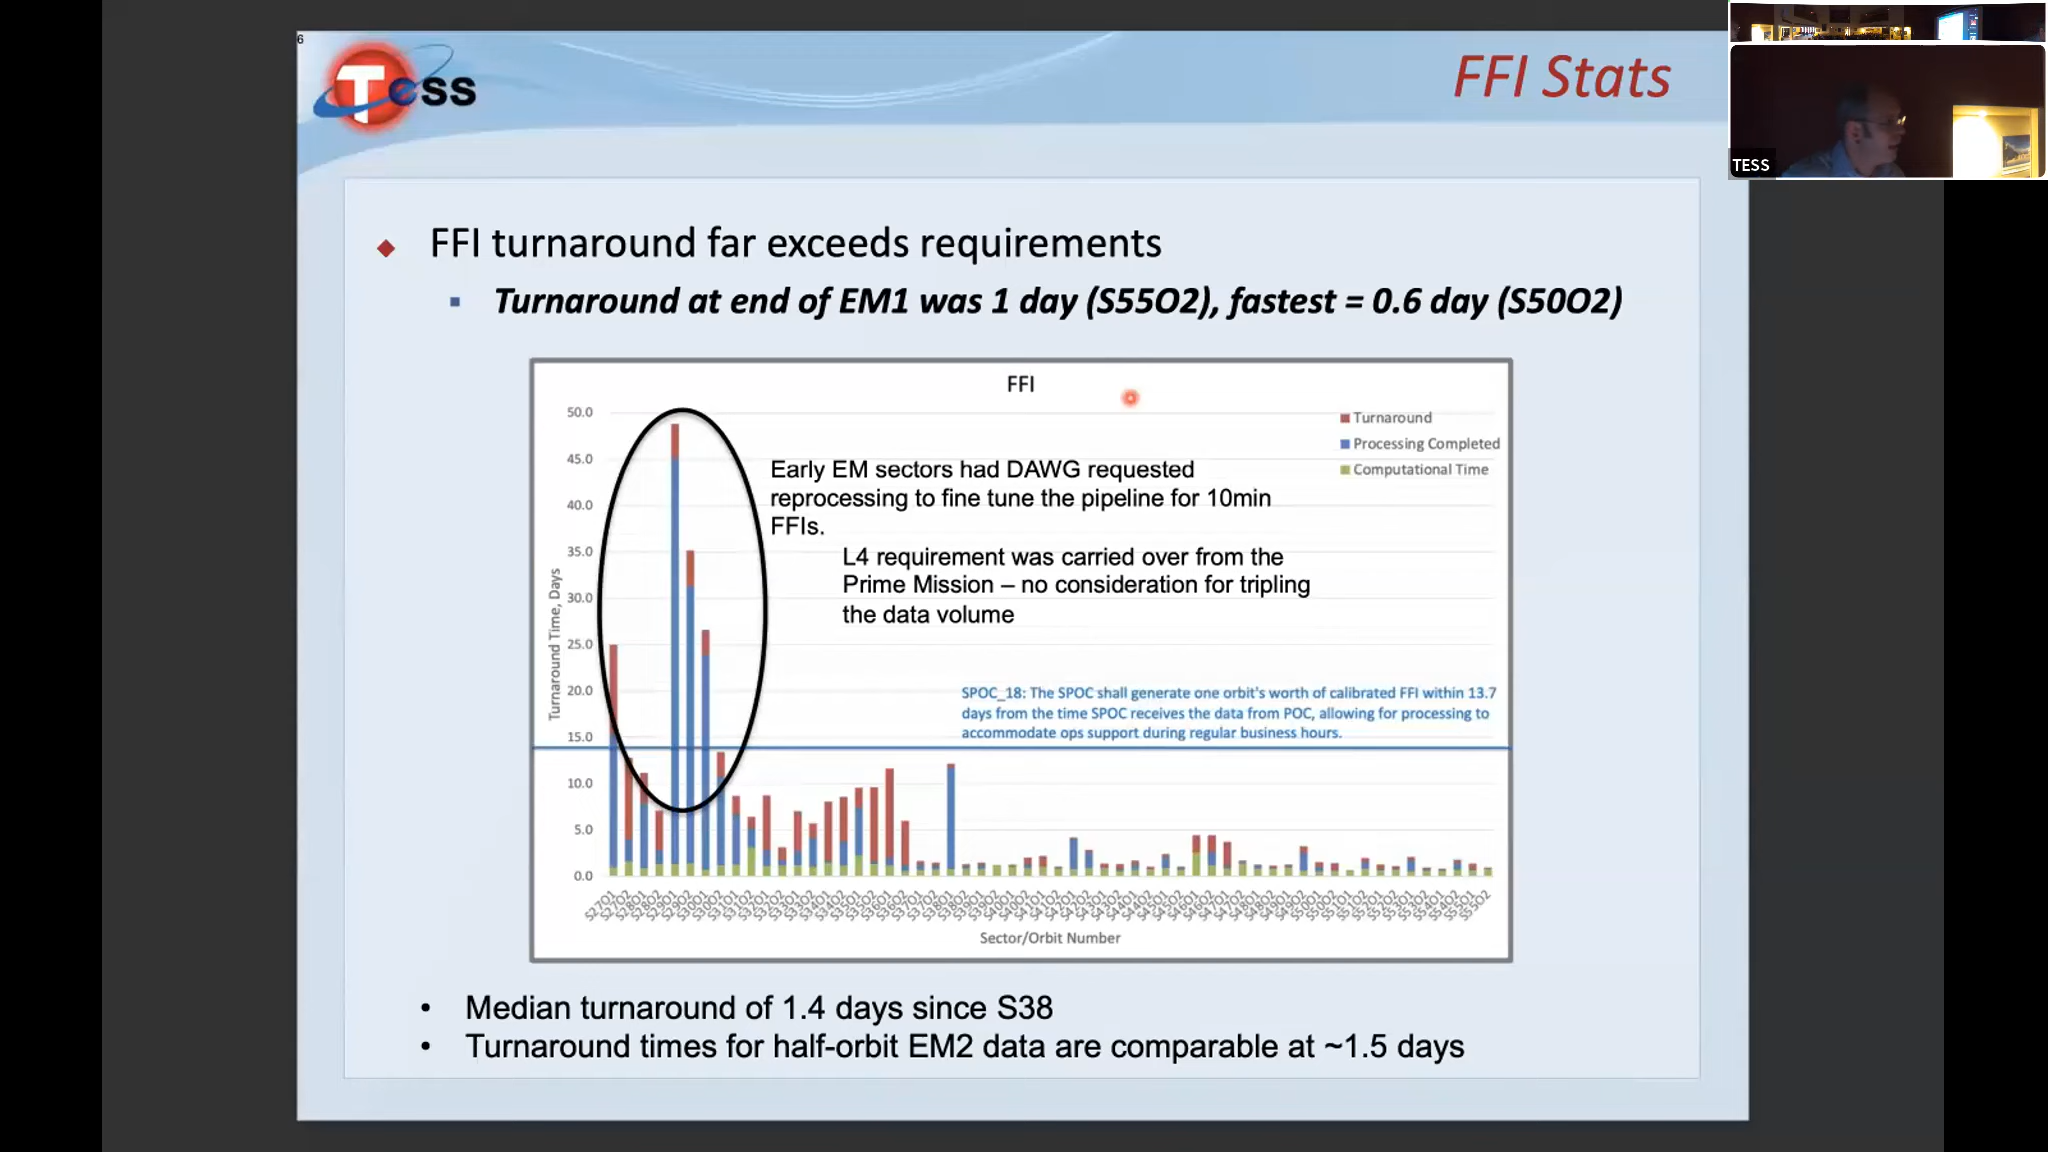 6
Tess
FFI Stats
TESS
FFI turnaround far exceeds requirements
Turnaround at end of EM1 was 1 day (S55O2), fastest = 0.6 day (S50O2)
FFI
Turnaround
Processing Completed
Computational Time
50.0
45.0
40.0
35.0
30.0
25.0
20.0
15.0
10.0
5.0
0.0
Turnaround Time, Days
Early EM sectors had DAWG requested
reprocessing to fine tune the pipeline for 10min
FFIs.
L4 requirement was carried over from the
Prime Mission – no consideration for tripling
the data volume
SPOC_18: The SPOC shall generate one orbit's worth of calibrated FFI within 13.7
days from the time SPOC receives the data from POC, allowing for processing to
accommodate ops support during regular business hours.
Sector/Orbit Number
• Median turnaround of 1.4 days since S38
• Turnaround times for half-orbit EM2 data are comparable at ~1.5 days